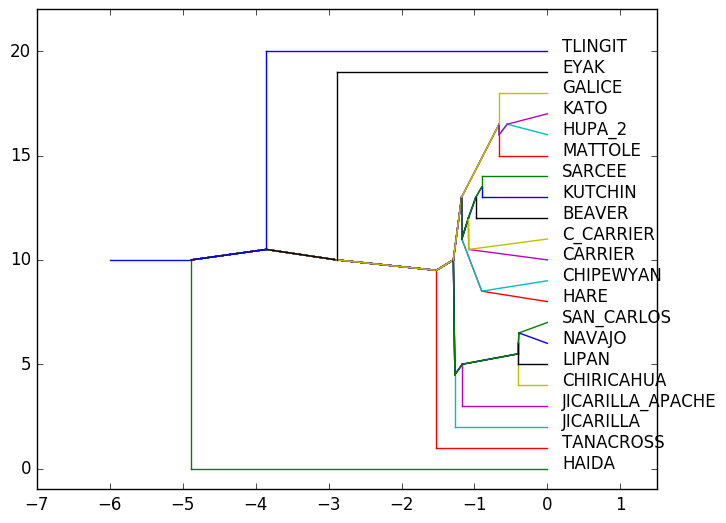 20
15
10
5
0
TLINGIT
EYAK
GALICE
KATO
HUPA_2
MATTOLE
SARCEE
KUTCHIN
BEAVER
C_CARRIER
CARRIER
CHIPEWYAN
HARE
SAN_CARLOS
NAVAJO
LIPAN
CHIRICAHUA
JICARILLA_APACHE
JICARILLA
TANACROSS
HAIDA
−7 −6 −5 −4 −3 −2 −1 0 1